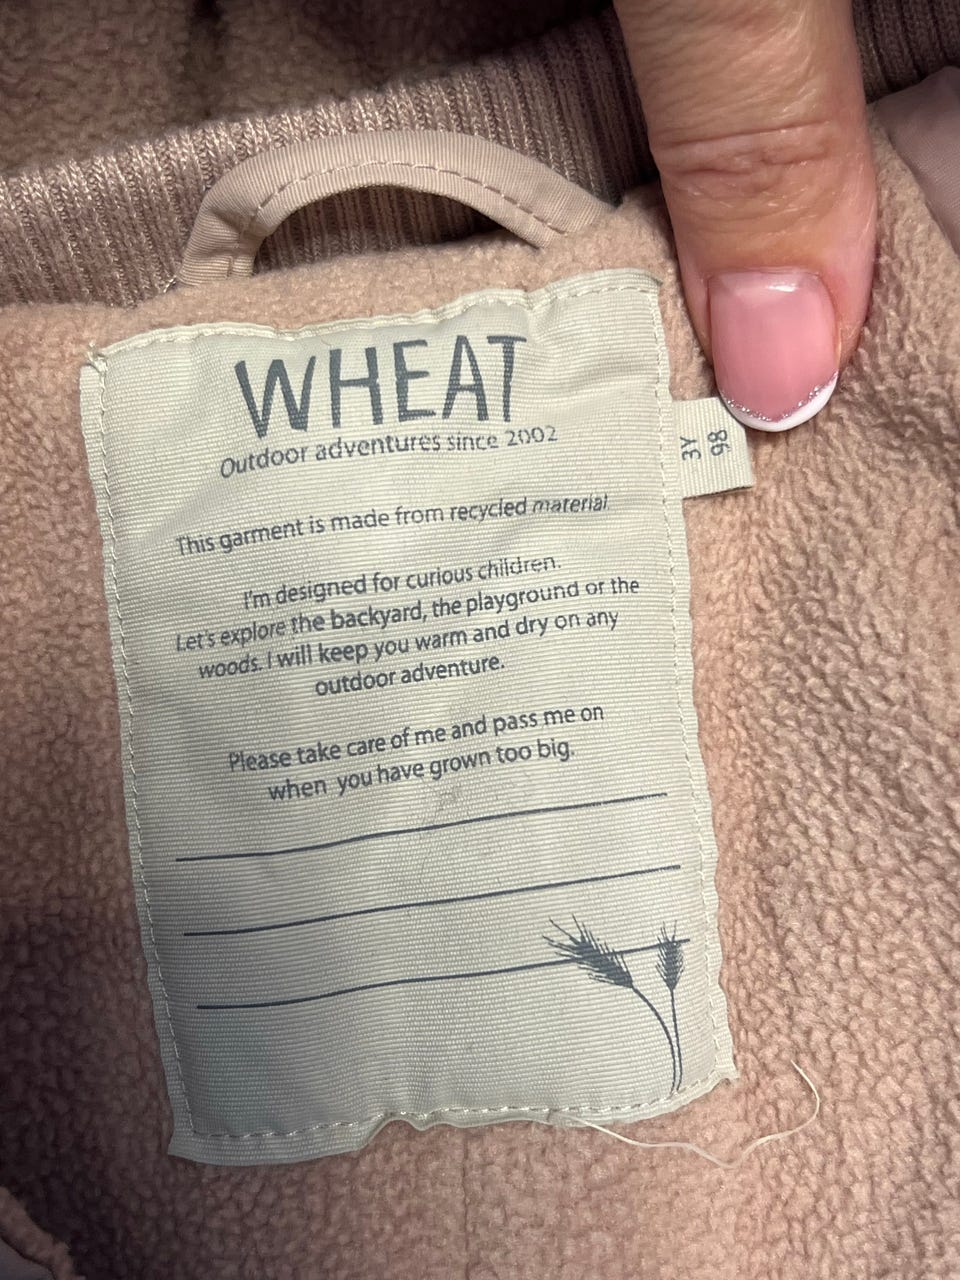 WHEAT
Outdoor adventures since 2002
This garment is made from recycled material
I'm designed for curious children.
Let's explore the backyard, the playground or the
woods. I will keep you warm and dry on any
outdoor adventure.
Please take care of me and pass me on
when you have grown too big.
3Y
98